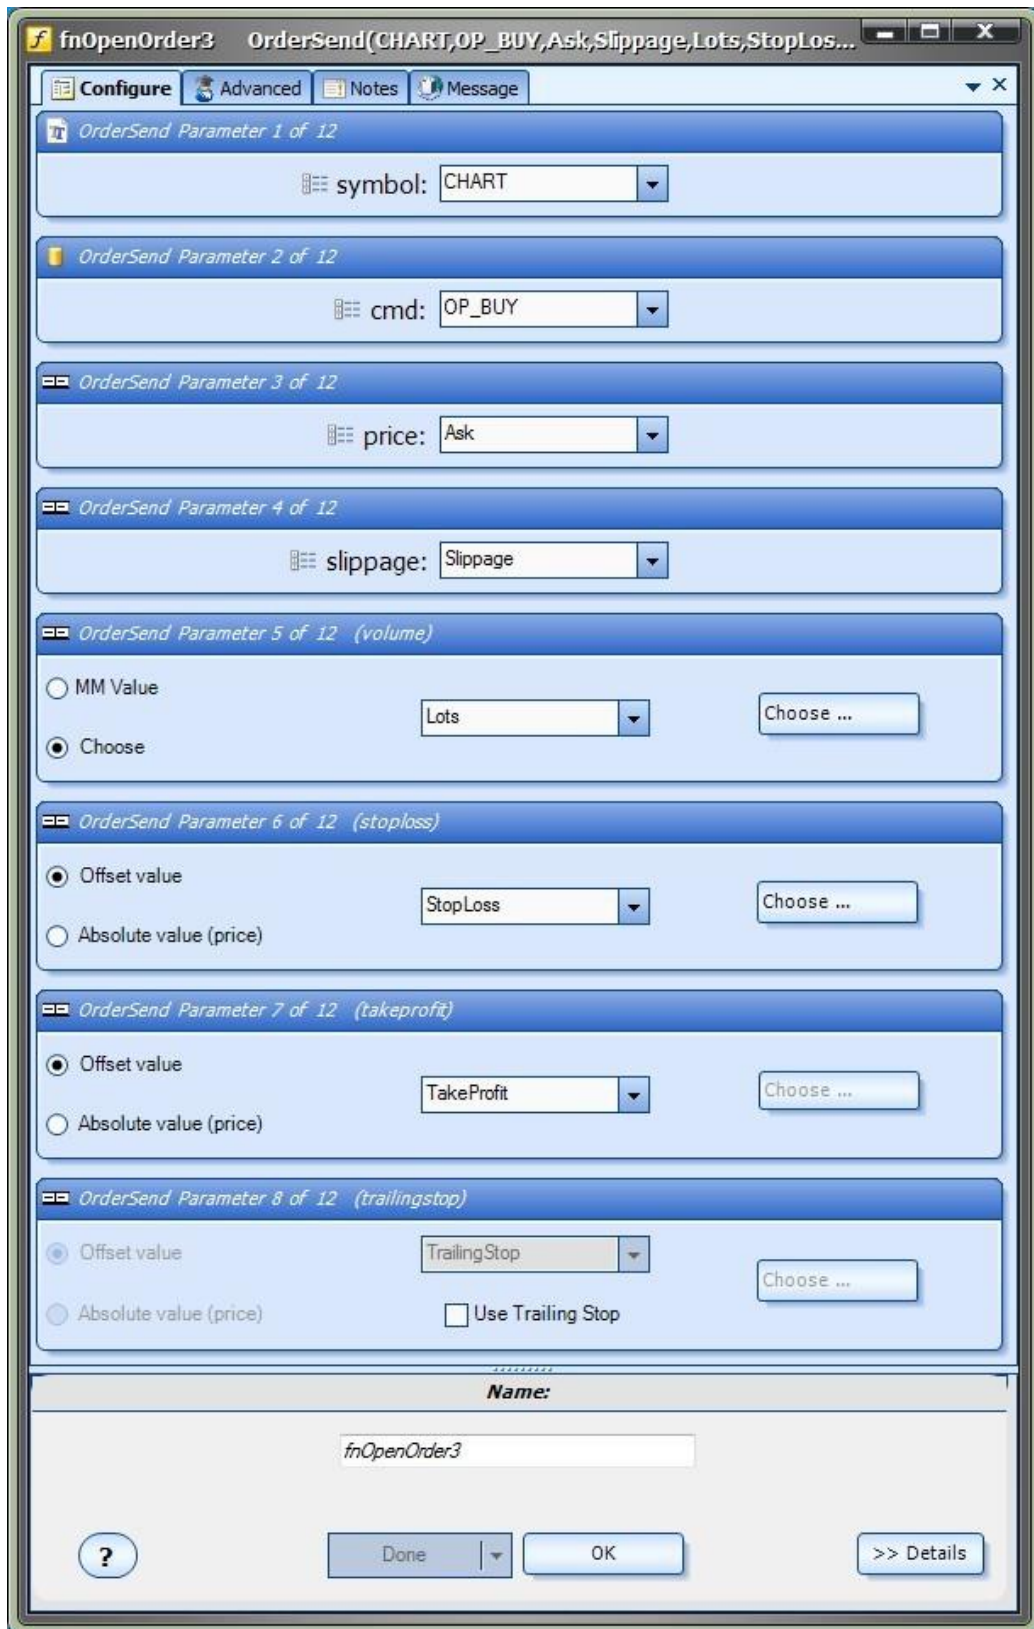 fnOpenOrder3 OrderSend(CHART,OP_BUY,Ask,Slippage,Lots,StopLos...
Configure Advanced Notes Message
OrderSend Parameter 1 of 12
symbol: CHART
OrderSend Parameter 2 of 12
cmd: OP_BUY
OrderSend Parameter 3 of 12
price: Ask
OrderSend Parameter 4 of 12
slippage: Slippage
OrderSend Parameter 5 of 12 (volume)
MM Value
Lots Choose ...
Choose
OrderSend Parameter 6 of 12 (stoploss)
Offset value
StopLoss Choose ...
Absolute value (price)
OrderSend Parameter 7 of 12 (takeprofit)
Offset value
TakeProfit Choose ...
Absolute value (price)
OrderSend Parameter 8 of 12 (trailingstop)
Offset value TrailingStop
Choose ...
Absolute value (price) Use Trailing Stop
Name:
fnOpenOrder3
? Done OK >> Details